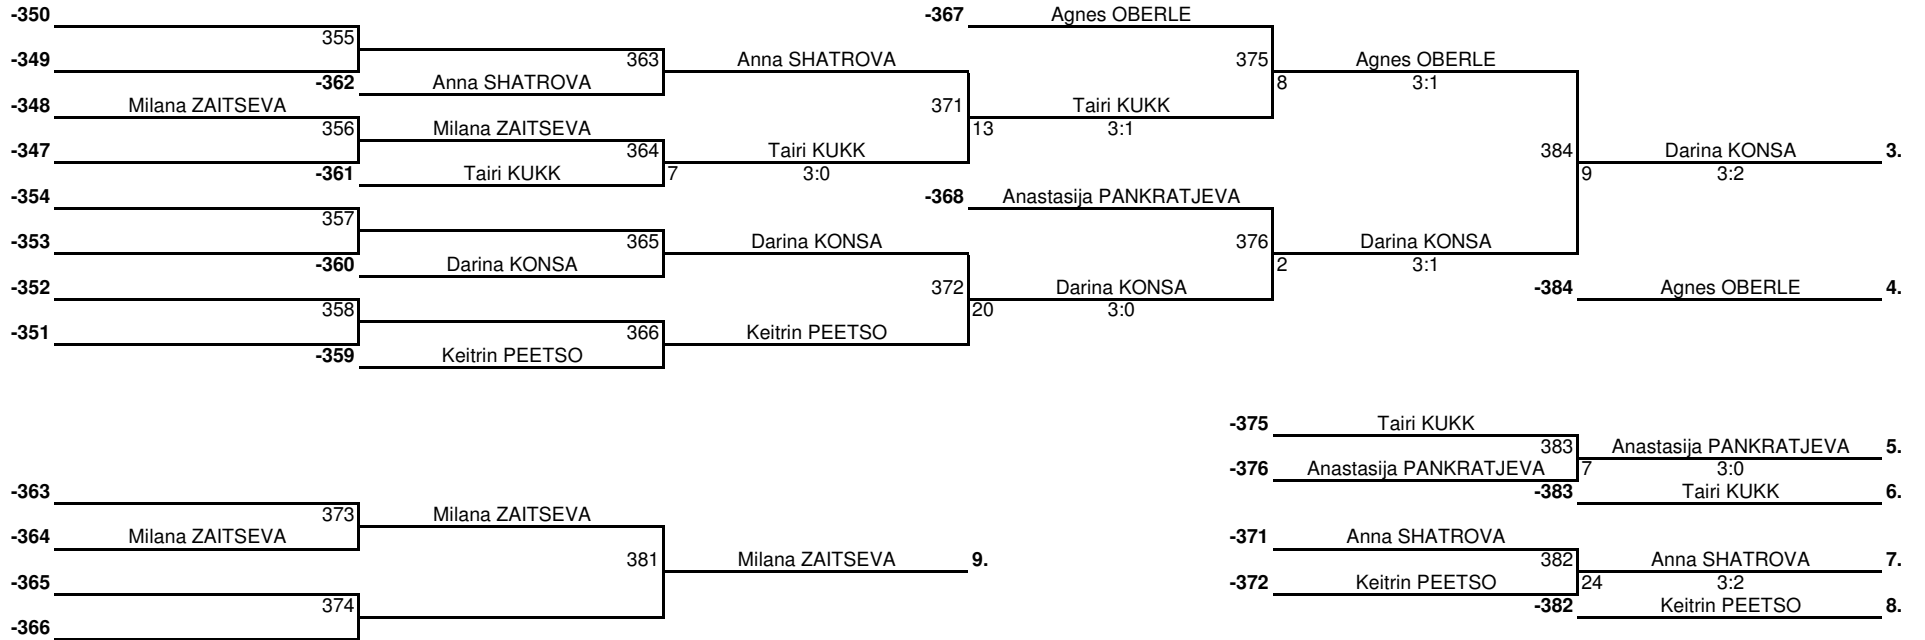 -350 -367 Agnes OBERLE
355
-349 363 Anna SHATROVA 375 Agnes OBERLE
-362 Anna SHATROVA 8 3:1
-348 Milana ZAITSEVA 371 Tairi KUKK
356 Milana ZAITSEVA 13 3:1
-347 364 Tairi KUKK 384 Darina KONSA 3.
-361 Tairi KUKK 7 3:0 9 3:2
-354 -368 Anastasija PANKRATJEVA
357
-353 365 Darina KONSA 376 Darina KONSA
-360 Darina KONSA 2 3:1
-352 372 Darina KONSA -384 Agnes OBERLE 4.
358 20 3:0
-351 366 Keitrin PEETSO
-359 Keitrin PEETSO
-375 Tairi KUKK
383 Anastasija PANKRATJEVA 5.
-376 Anastasija PANKRATJEVA 7 3:0
-363 -383 Tairi KUKK 6.
373 Milana ZAITSEVA
-364 Milana ZAITSEVA -371 Anna SHATROVA
381 Milana ZAITSEVA 9. 382 Anna SHATROVA 7.
-365 -372 Keitrin PEETSO 24 3:2
374 -382 Keitrin PEETSO 8.
-366